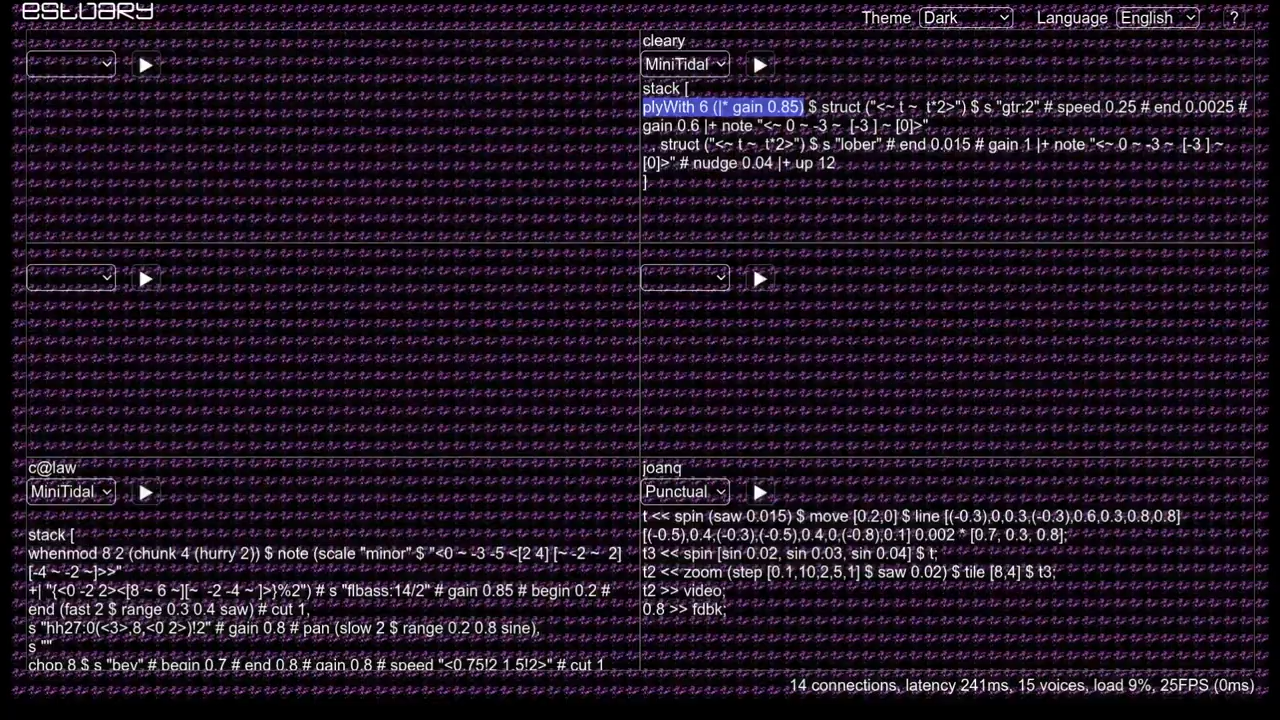 estuary
Theme Dark Language English ?
cleary
MiniTidal
stack [
plyWith 6 (|* gain 0.85) $ struct ("<~ t ~  t*2>") $ s "gtr:2" # speed 0.25 # end 0.0025 #
gain 0.6 |+ note "<~ 0 ~ -3 ~  [-3 ] ~ [0]>"
, struct ("<~ t ~  t*2>") $ s "lober" # end 0.015 # gain 1 |+ note "<~ 0 ~ -3 ~  [-3 ] ~
[0]>" # nudge 0.04 |+ up 12
]
c@law
MiniTidal
stack [
whenmod 8 2 (chunk 4 (hurry 2)) $ note (scale "minor" $ "<0 ~ -3 -5 <[2 4] [~ -2 ~  2]
[-4 ~ -2 ~]>>"
+| "{<0 -2 2><[8 ~ 6 ~][~  -2 -4 ~ ]>}%2") # s "flbass:14/2" # gain 0.85 # begin 0.2 #
end (fast 2 $ range 0.3 0.4 saw) # cut 1,
s "hh27:0(<3>,8,<0 2>)!2" # gain 0.8 # pan (slow 2 $ range 0.2 0.8 sine),
s ""
chop 8 $ s "bev" # begin 0.7 # end 0.8 # gain 0.8 # speed "<0.75!2 1.5!2>" # cut 1
joanq
Punctual
t << spin (saw 0.015) $ move [0.2,0] $ line [(-0.3),0,0.3,(-0.3),0.6,0.3,0.8,0.8]
[(-0.5),0.4,(-0.5),(-0.5),0.4,0,(-0.8),0.1] 0.002 * [0.7, 0.3, 0.8];
t3 << spin [sin 0.02, sin 0.03, sin 0.04] $ t;
t2 << zoom (step [0.1,10,2,5,1] $ saw 0.02) $ tile [8,4] $ t3;
t2 >> video;
0.8 >> fdbk;
14 connections, latency 241ms, 15 voices, load 9%, 25FPS (0ms)